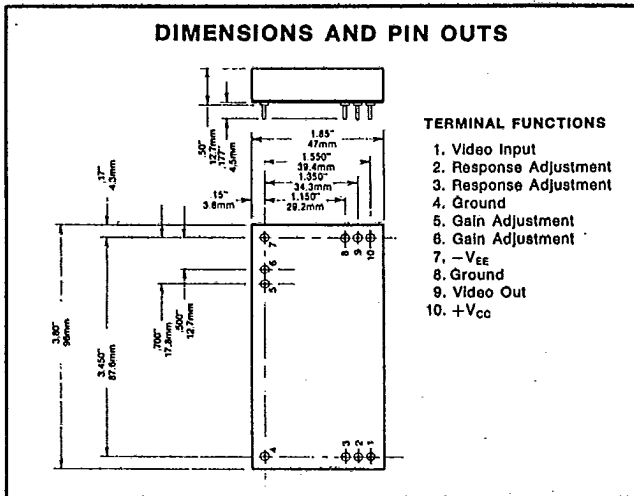 DIMENSIONS AND PIN OUTS
.50"
12.7mm
.177"
4.5mm
1.85"
47mm
1.550"
39.4mm
1.350"
34.3mm
1.150"
29.2mm
.15"
3.8mm
.17"
4.3mm
3.80"
96mm
3.450"
87.6mm
.700"
17.8mm
.500"
12.7mm
7
8
9
10
6
5
4
3
2
1
TERMINAL FUNCTIONS
1. Video Input
2. Response Adjustment
3. Response Adjustment
4. Ground
5. Gain Adjustment
6. Gain Adjustment
7. −VEE
8. Ground
9. Video Out
10. +VCC